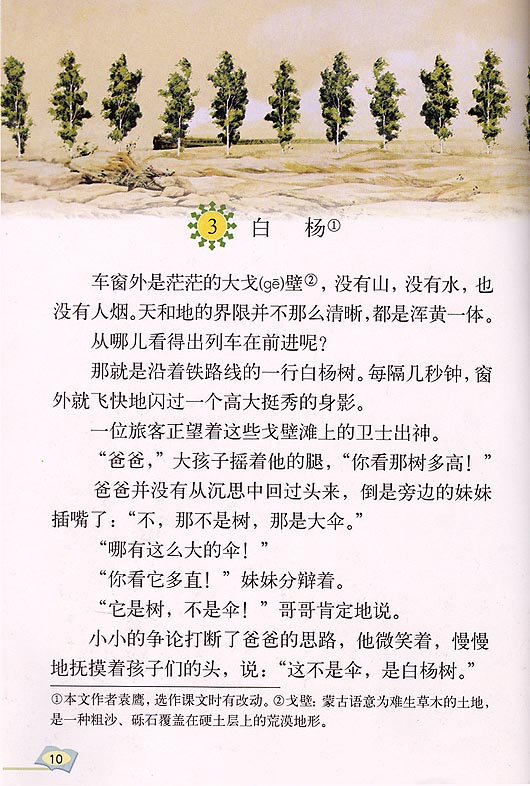 3 白 杨①
车窗外是茫茫的大戈(gē)壁②，没有山，没有水，也
没有人烟。天和地的界限并不那么清晰，都是浑黄一体。
从哪儿看得出列车在前进呢？
那就是沿着铁路线的一行白杨树。每隔几秒钟，窗
外就飞快地闪过一个高大挺秀的身影。
一位旅客正望着这些戈壁滩上的卫士出神。
“爸爸，”大孩子摇着他的腿，“你看那树多高！”
爸爸并没有从沉思中回过头来，倒是旁边的妹妹
插嘴了：“不，那不是树，那是大伞。”
“哪有这么大的伞！”
“你看它多直！”妹妹分辩着。
“它是树，不是伞！”哥哥肯定地说。
小小的争论打断了爸爸的思路，他微笑着，慢慢
地抚摸着孩子们的头，说：“这不是伞，是白杨树。”
①本文作者袁鹰，选作课文时有改动。②戈壁：蒙古语意为难生草木的土地，
是一种粗沙、砾石覆盖在硬土层上的荒漠地形。
10